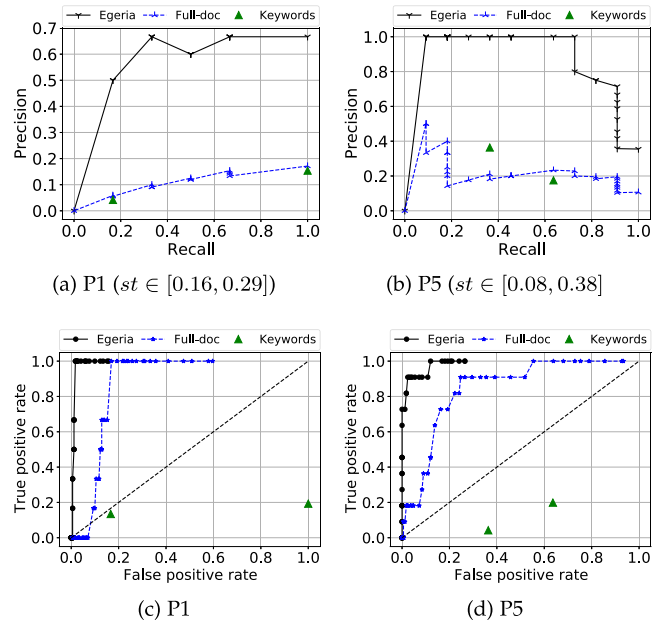 Egeria Full-doc Keywords
Egeria Full-doc Keywords
0.7
0.6
0.5
0.4
0.3
0.2
0.1
0.0
Precision
0.0 0.2 0.4 0.6 0.8 1.0
Recall
1.0
0.8
0.6
0.4
0.2
0.0
Precision
0.0 0.2 0.4 0.6 0.8 1.0
Recall
(a) P1 (st ∈ [0.16, 0.29])
(b) P5 (st ∈ [0.08, 0.38]
Egeria Full-doc Keywords
Egeria Full-doc Keywords
1.0
0.8
0.6
0.4
0.2
0.0
True positive rate
0.0 0.2 0.4 0.6 0.8 1.0
False positive rate
1.0
0.8
0.6
0.4
0.2
0.0
True positive rate
0.0 0.2 0.4 0.6 0.8 1.0
False positive rate
(c) P1
(d) P5